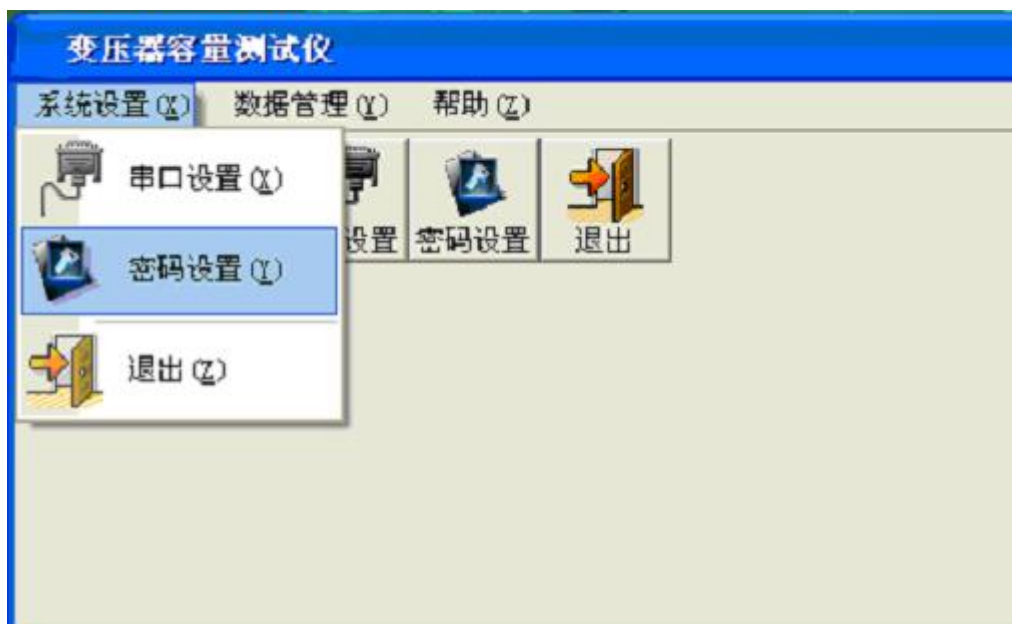 变压器容量测试仪
系统设置(X) 数据管理(Y) 帮助(Z)
串口设置(X)
设置 密码设置 退出
密码设置(Y)
退出(Z)